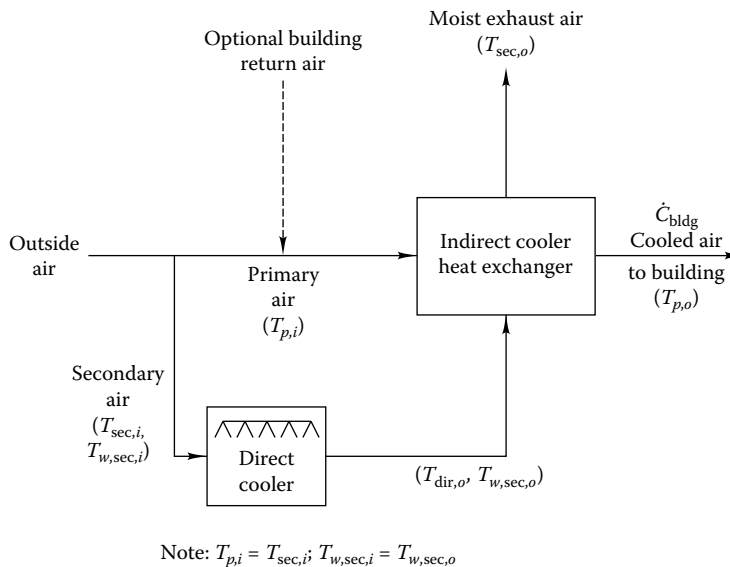 Moist exhaust air
(T_sec,o)
Optional building
return air
Outside
air
Primary
air
(T_p,i)
Indirect cooler
heat exchanger
Ċ_bldg
Cooled air
to building
(T_p,o)
Secondary
air
(T_sec,i,
T_w,sec,i)
Direct
cooler
(T_dir,o, T_w,sec,o)
Note: T_p,i = T_sec,i; T_w,sec,i = T_w,sec,o